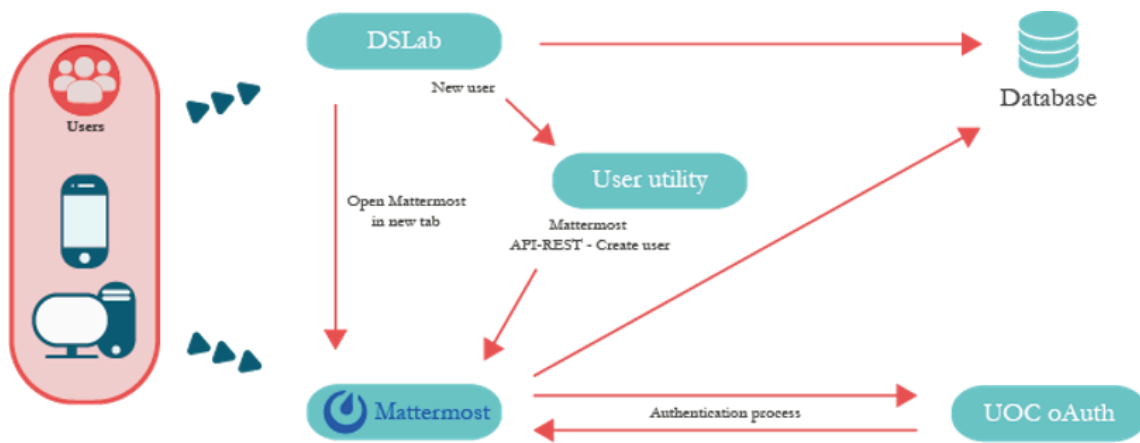 DSLab
New user
Users
Database
User utility
Open Mattermost
in new tab
Mattermost
API-REST - Create user
Mattermost
Authentication process
UOC oAuth